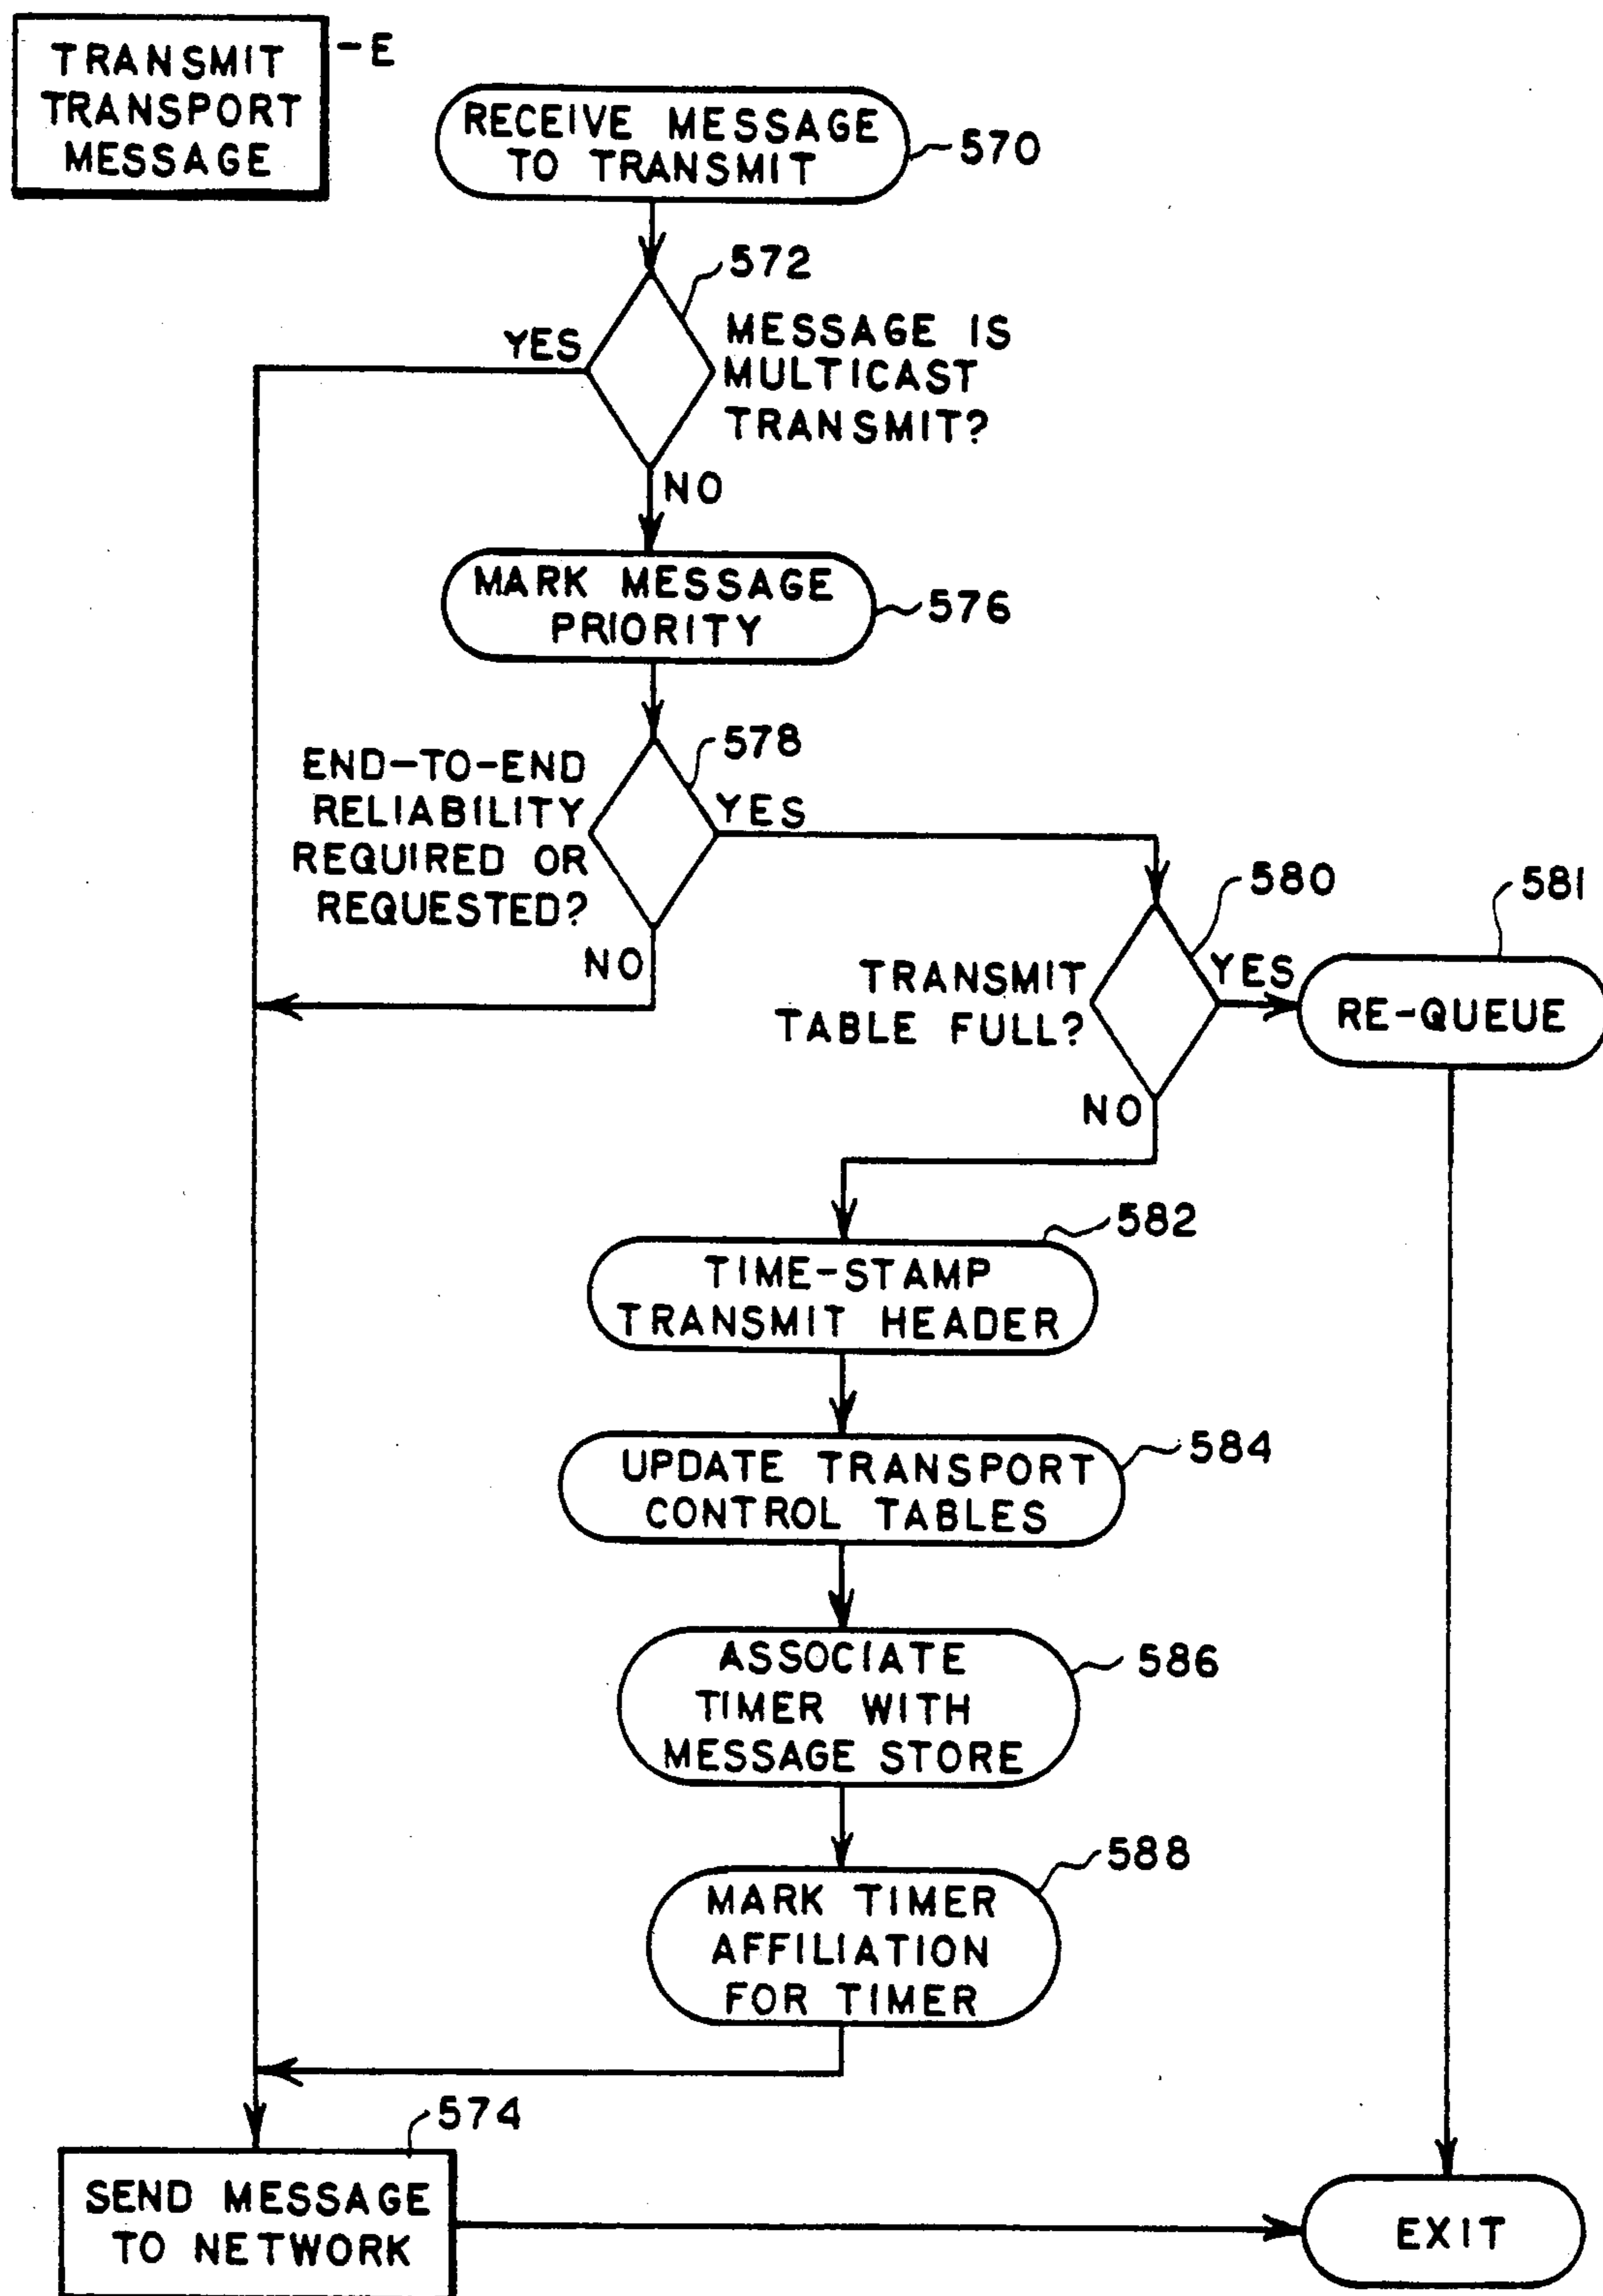 TRANSMIT
TRANSPORT
MESSAGE
-E
RECEIVE MESSAGE
TO TRANSMIT
570
572
YES
MESSAGE IS
MULTICAST
TRANSMIT?
NO
MARK MESSAGE
PRIORITY
576
578
END-TO-END
RELIABILITY
REQUIRED OR
REQUESTED?
YES
NO
580
581
TRANSMIT
TABLE FULL?
YES
RE-QUEUE
NO
582
TIME-STAMP
TRANSMIT HEADER
584
UPDATE TRANSPORT
CONTROL TABLES
586
ASSOCIATE
TIMER WITH
MESSAGE STORE
588
MARK TIMER
AFFILIATION
FOR TIMER
574
SEND MESSAGE
TO NETWORK
EXIT